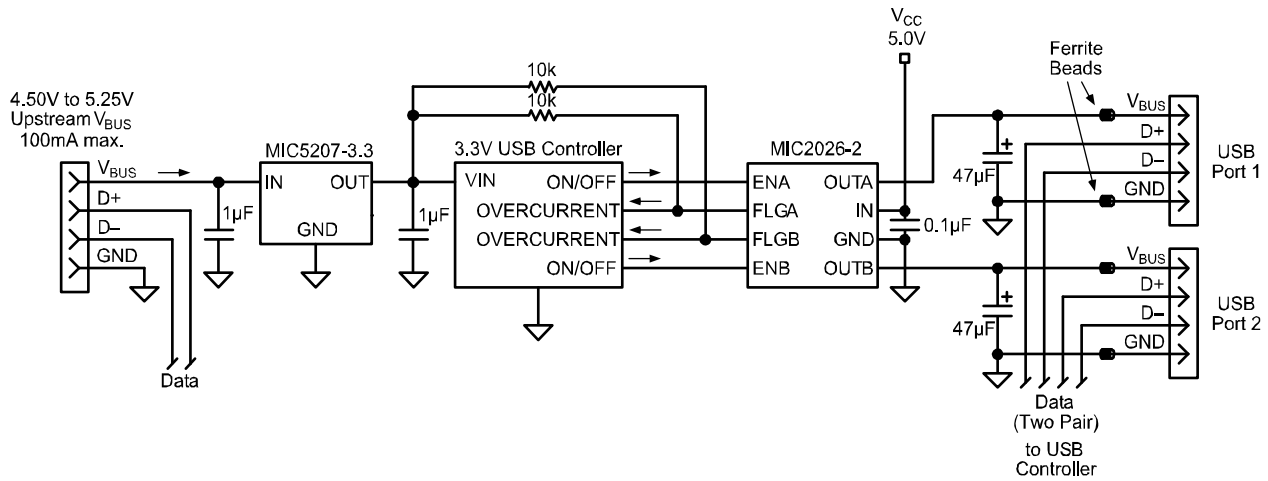 4.50V to 5.25V
Upstream VBUS
100mA max.
VBUS
D+
D–
GND
Data
1µF
MIC5207-3.3
IN
OUT
GND
1µF
10k
10k
3.3V USB Controller
VIN
ON/OFF
OVERCURRENT
OVERCURRENT
ON/OFF
MIC2026-2
ENA
OUTA
FLGA
IN
FLGB
GND
ENB
OUTB
VCC
5.0V
0.1µF
47µF
47µF
Ferrite
Beads
VBUS
D+
D–
GND
USB
Port 1
VBUS
D+
D–
GND
USB
Port 2
Data
(Two Pair)
to USB
Controller